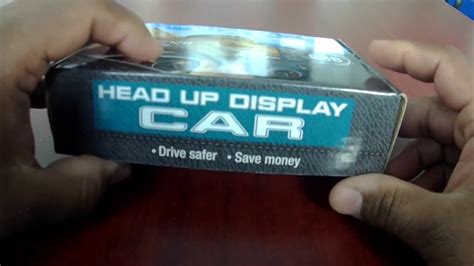 HEAD UP DISPLAY
CAR
• Drive safer • Save money